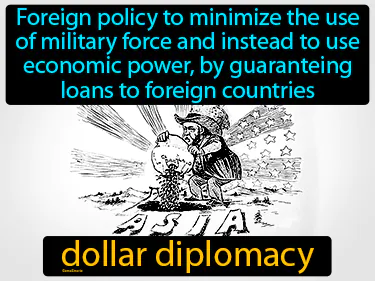 Foreign policy to minimize the use
of military force and instead to use
economic power, by guaranteing
loans to foreign countries
ASIA
dollar diplomacy